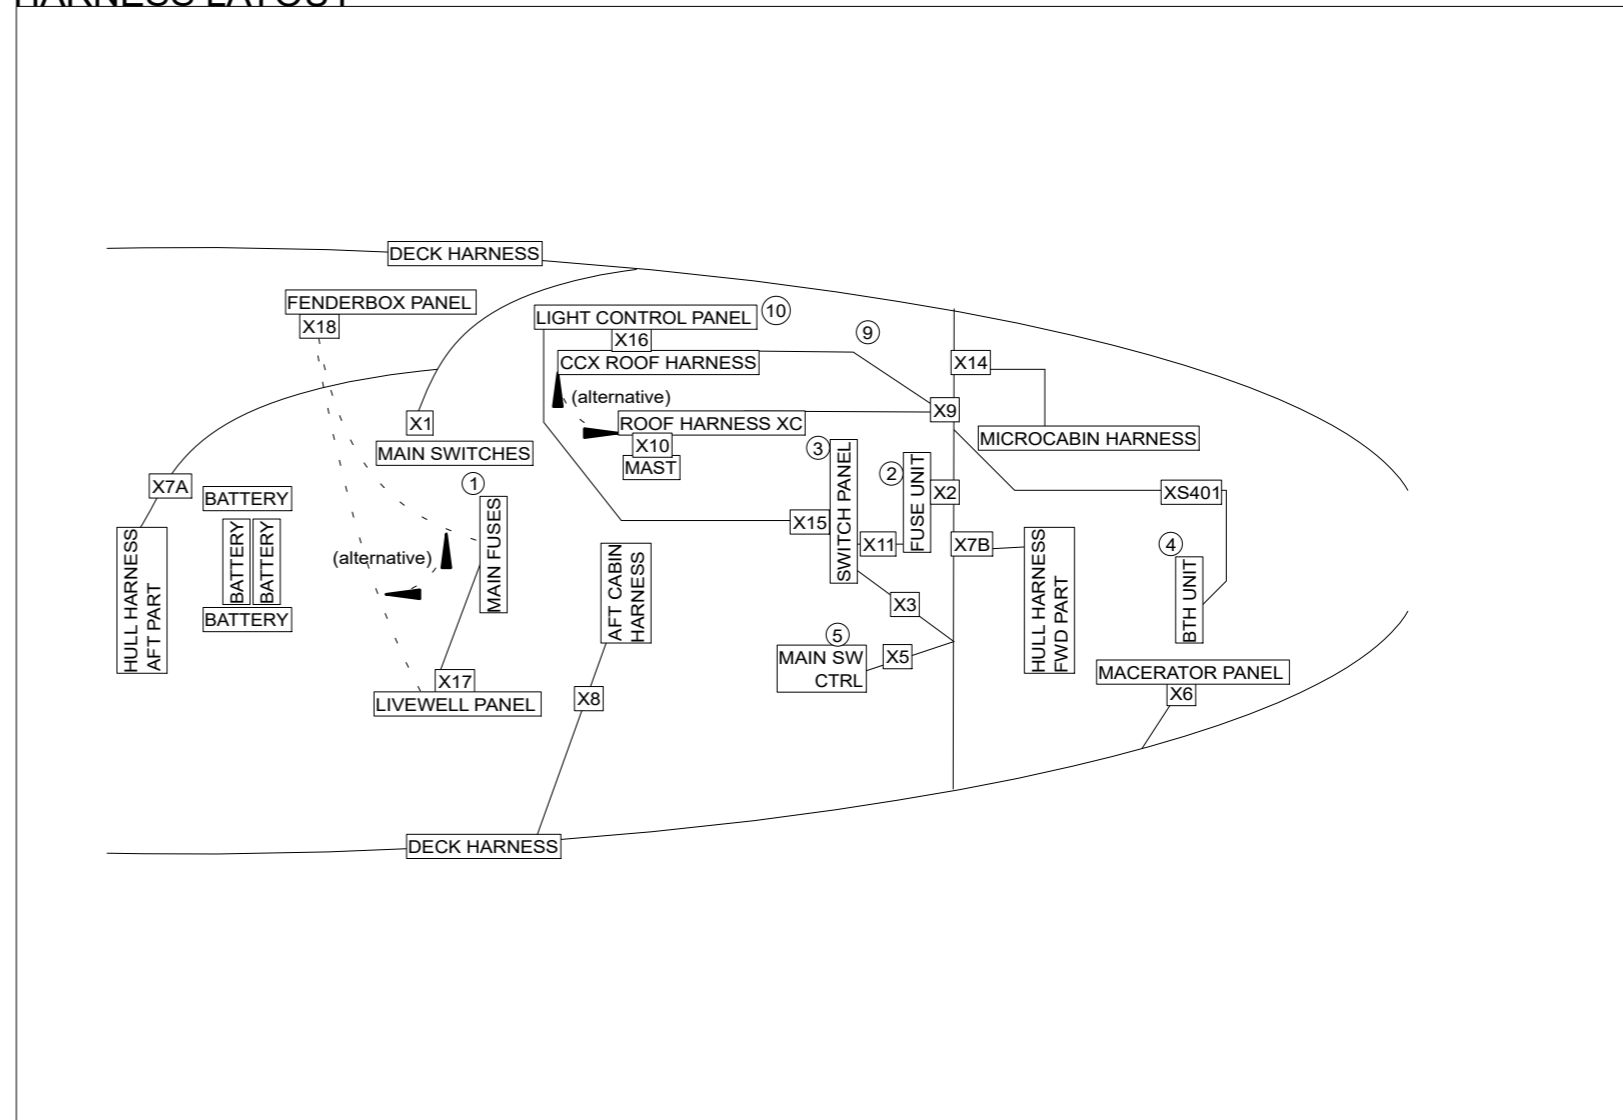 HARNESS LAYOUT
DECK HARNESS
FENDERBOX PANEL
X18
LIGHT CONTROL PANEL
10
X16
9
CCX ROOF HARNESS
X14
(alternative)
X1
ROOF HARNESS XC
X9
MAIN SWITCHES
X10
MAST
3
MICROCABIN HARNESS
X7A
BATTERY
1
2
X2
XS401
BATTERY
BATTERY
MAIN FUSES
X15
SWITCH PANEL
X11
FUSE UNIT
X7B
4
(alternative)
HULL HARNESS
AFT PART
BATTERY
AFT CABIN
HARNESS
X3
HULL HARNESS
FWD PART
BTH UNIT
5
MAIN SW
CTRL
X5
X17
LIVEWELL PANEL
X8
MACERATOR PANEL
X6
DECK HARNESS